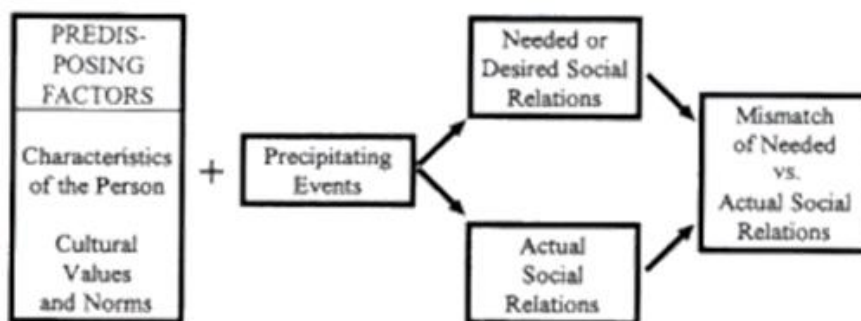 PREDIS-
POSING
FACTORS
Characteristics
of the Person
Cultural
Values
and Norms
+
Precipitating
Events
Needed or
Desired Social
Relations
Actual
Social
Relations
Mismatch
of Needed
vs.
Actual Social
Relations